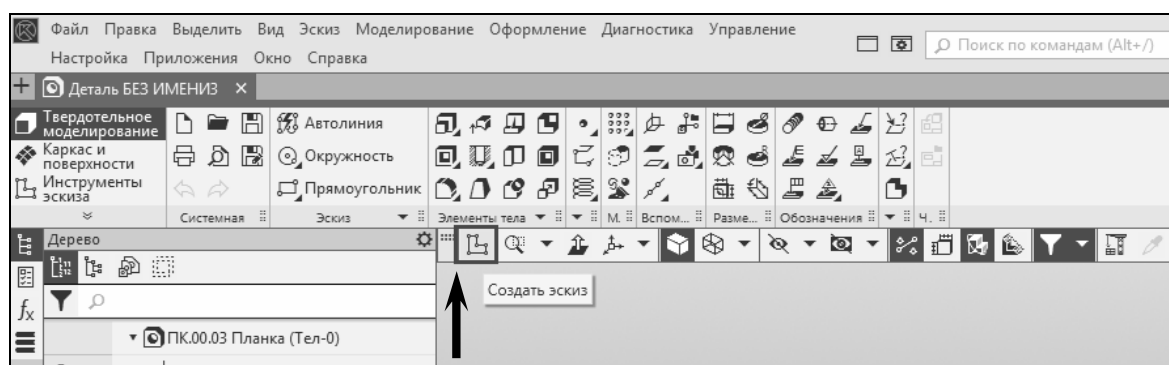 Файл Правка Выделить Вид Эскиз Моделирование Оформление Диагностика Управление
Настройка Приложения Окно Справка
Поиск по командам (Alt+/)
Деталь БЕЗ ИМЕНИ3
Твердотельное
моделирование
Автолиния
Каркас и
поверхности
Окружность
Инструменты
эскиза
Прямоугольник
Системная Эскиз Элементы тела М. Вспом... Разме... Обозначения Ч.
Дерево
Создать эскиз
fx
ПК.00.03 Планка (Тел-0)